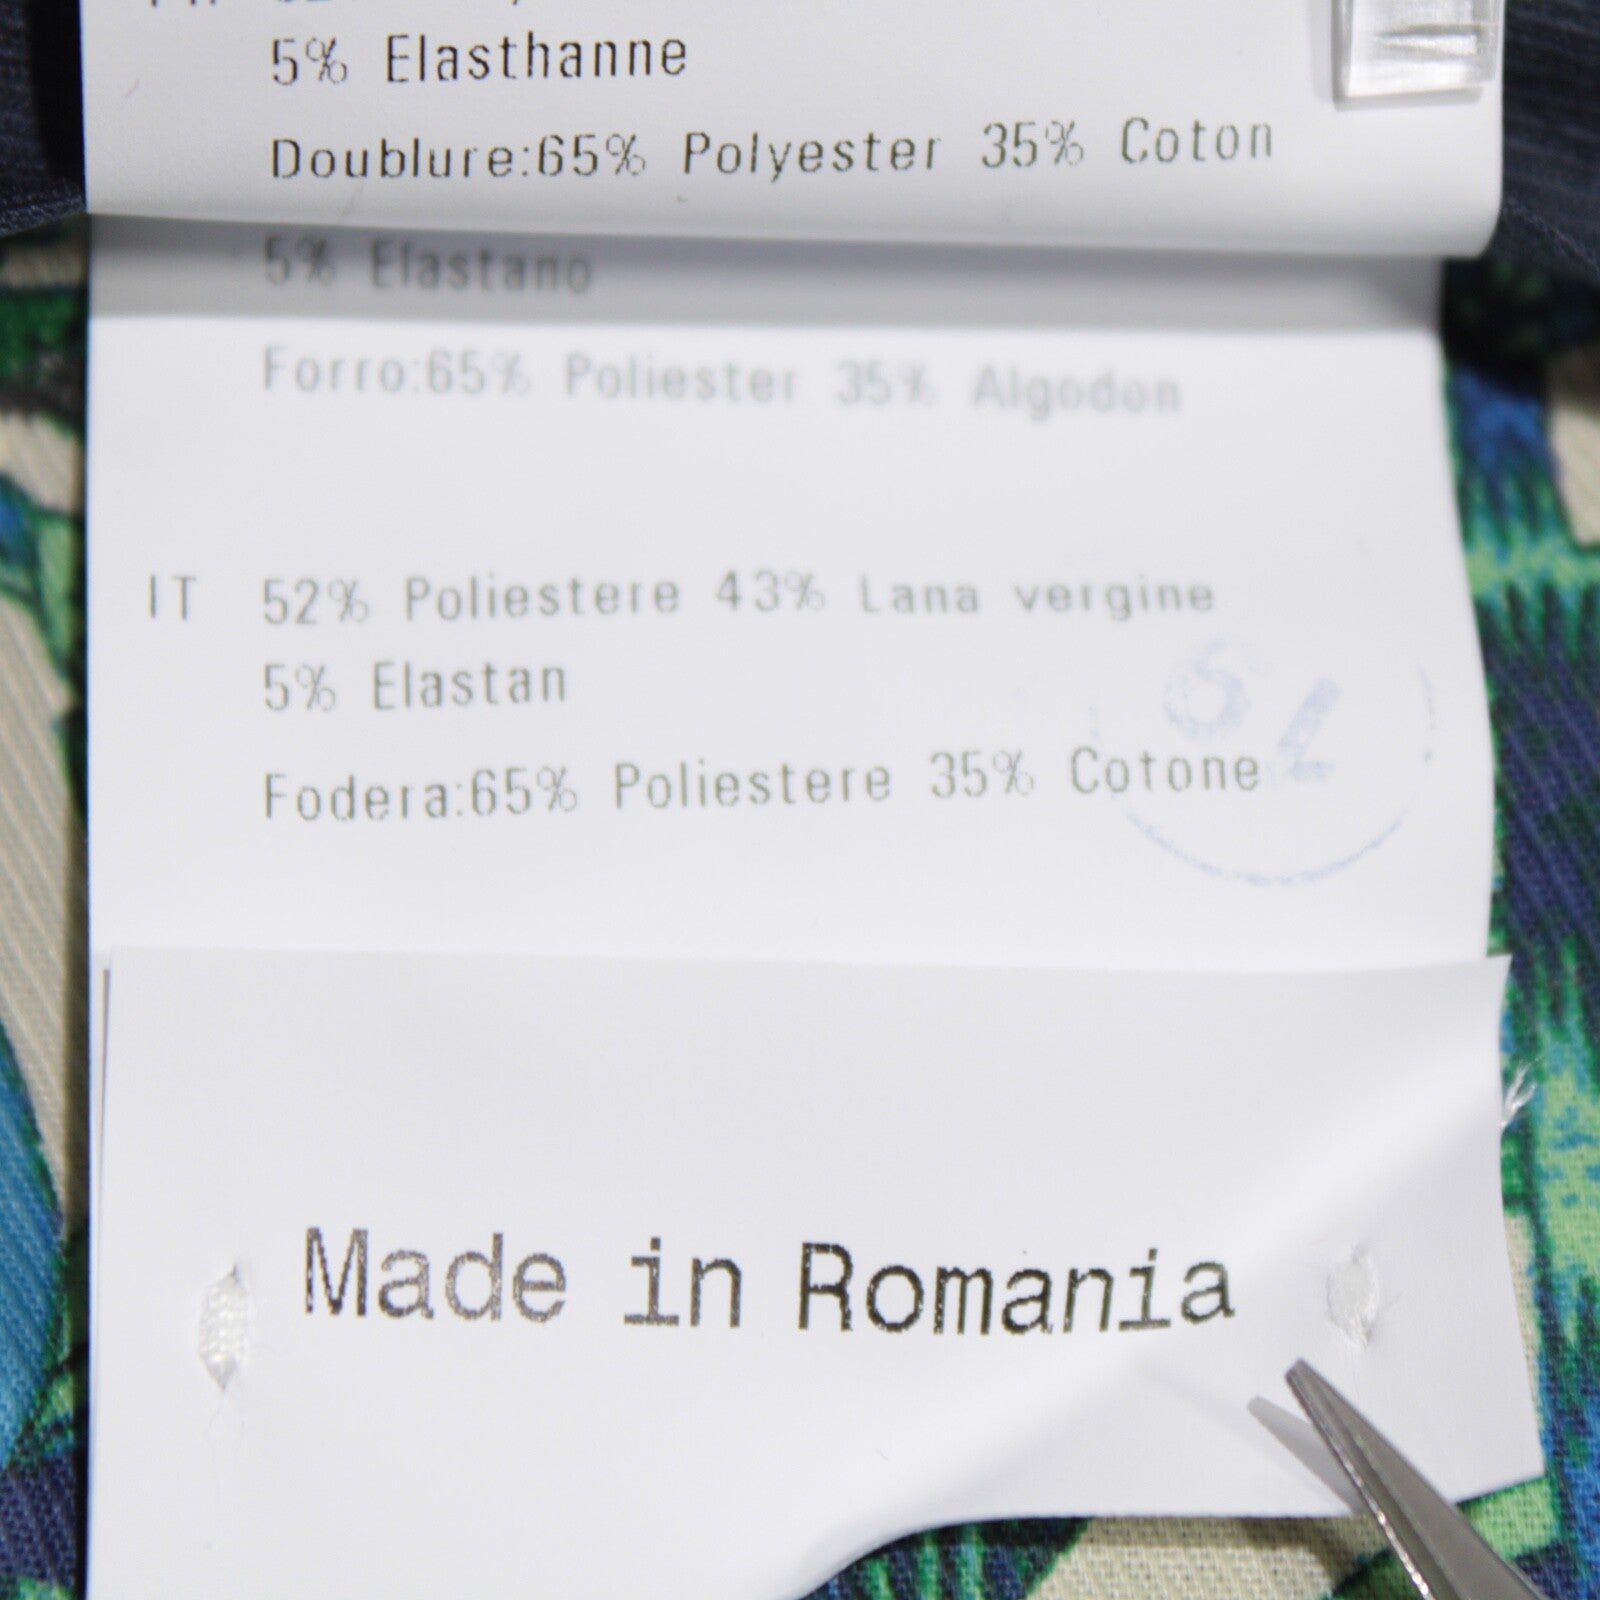 5% Elasthanne
Doublure:65% Polyester 35% Coton
5% Elastano
Forro:65% Poliester 35% Algodon
IT 52% Poliestere 43% Lana vergine
5% Elastan
Fodera:65% Poliestere 35% Cotone
Made in Romania